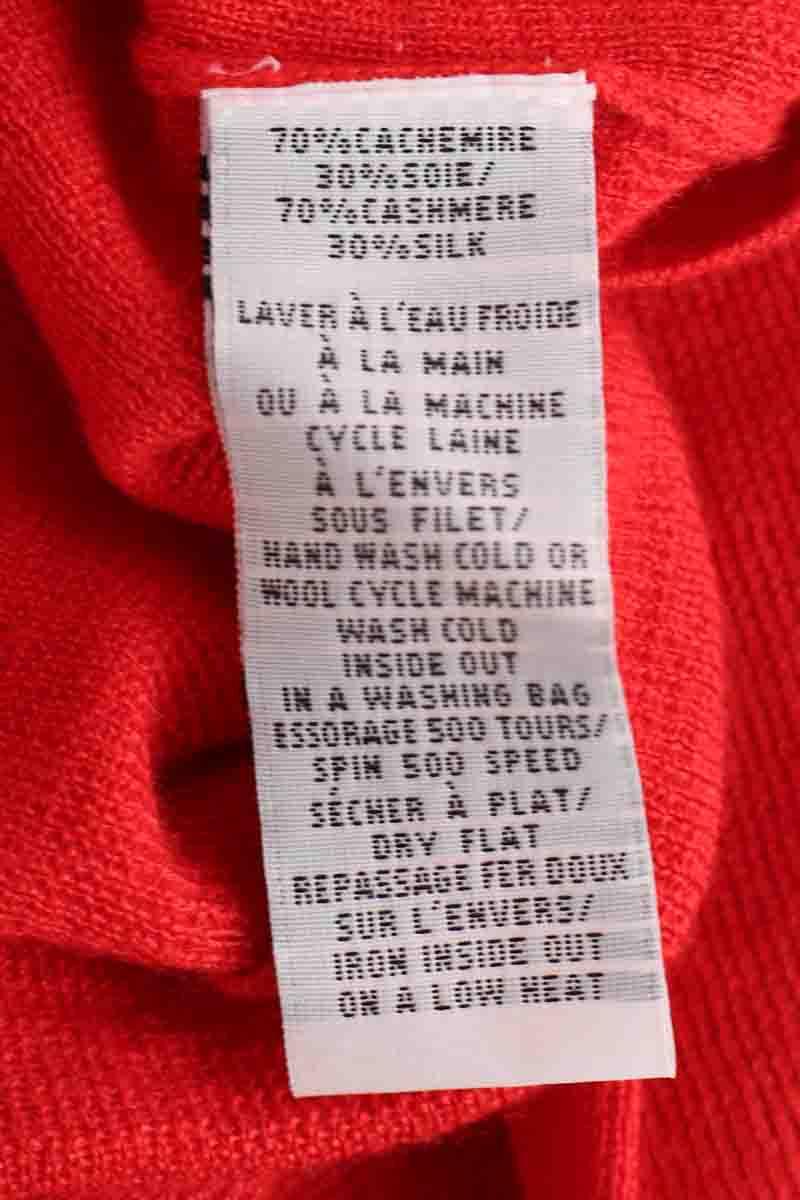 70%CACHEMIRE
30%SOIE/
70%CASHMERE
30%SILK
LAVER À L'EAU FROIDE
À LA MAIN
OU À LA MACHINE
CYCLE LAINE
À L'ENVERS
SOUS FILET/
HAND WASH COLD OR
WOOL CYCLE MACHINE
WASH COLD
INSIDE OUT
IN A WASHING BAG
ESSORAGE 500 TOURS/
SPIN 500 SPEED
SÉCHER À PLAT/
DRY FLAT
REPASSAGE FER DOUX
SUR L'ENVERS/
IRON INSIDE OUT
ON A LOW HEAT